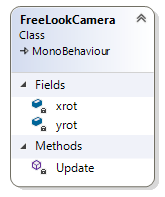 FreeLookCamera
Class
MonoBehaviour
Fields
xrot
yrot
Methods
Update